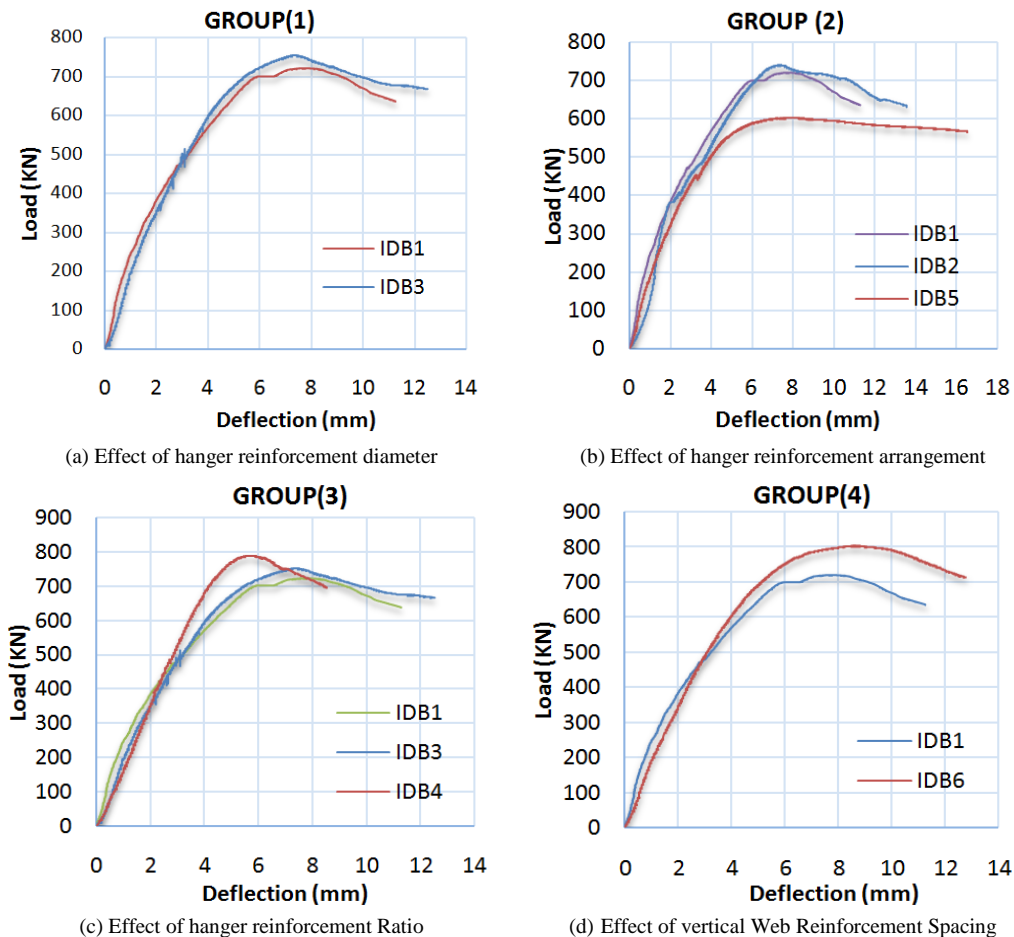 GROUP(1)
800
700
600
500
400
300
200
100
0
Load (KN)
IDB1
IDB3
0 2 4 6 8 10 12 14
Deflection (mm)
(a) Effect of hanger reinforcement diameter
GROUP (2)
800
700
600
500
400
300
200
100
0
Load (KN)
IDB1
IDB2
IDB5
0 2 4 6 8 10 12 14 16 18
Deflection (mm)
(b) Effect of hanger reinforcement arrangement
GROUP(3)
900
800
700
600
500
400
300
200
100
0
Load (KN)
IDB1
IDB3
IDB4
0 2 4 6 8 10 12 14
Deflection (mm)
(c) Effect of hanger reinforcement Ratio
GROUP(4)
900
800
700
600
500
400
300
200
100
0
Load (KN)
IDB1
IDB6
0 2 4 6 8 10 12 14
Deflection (mm)
(d) Effect of vertical Web Reinforcement Spacing